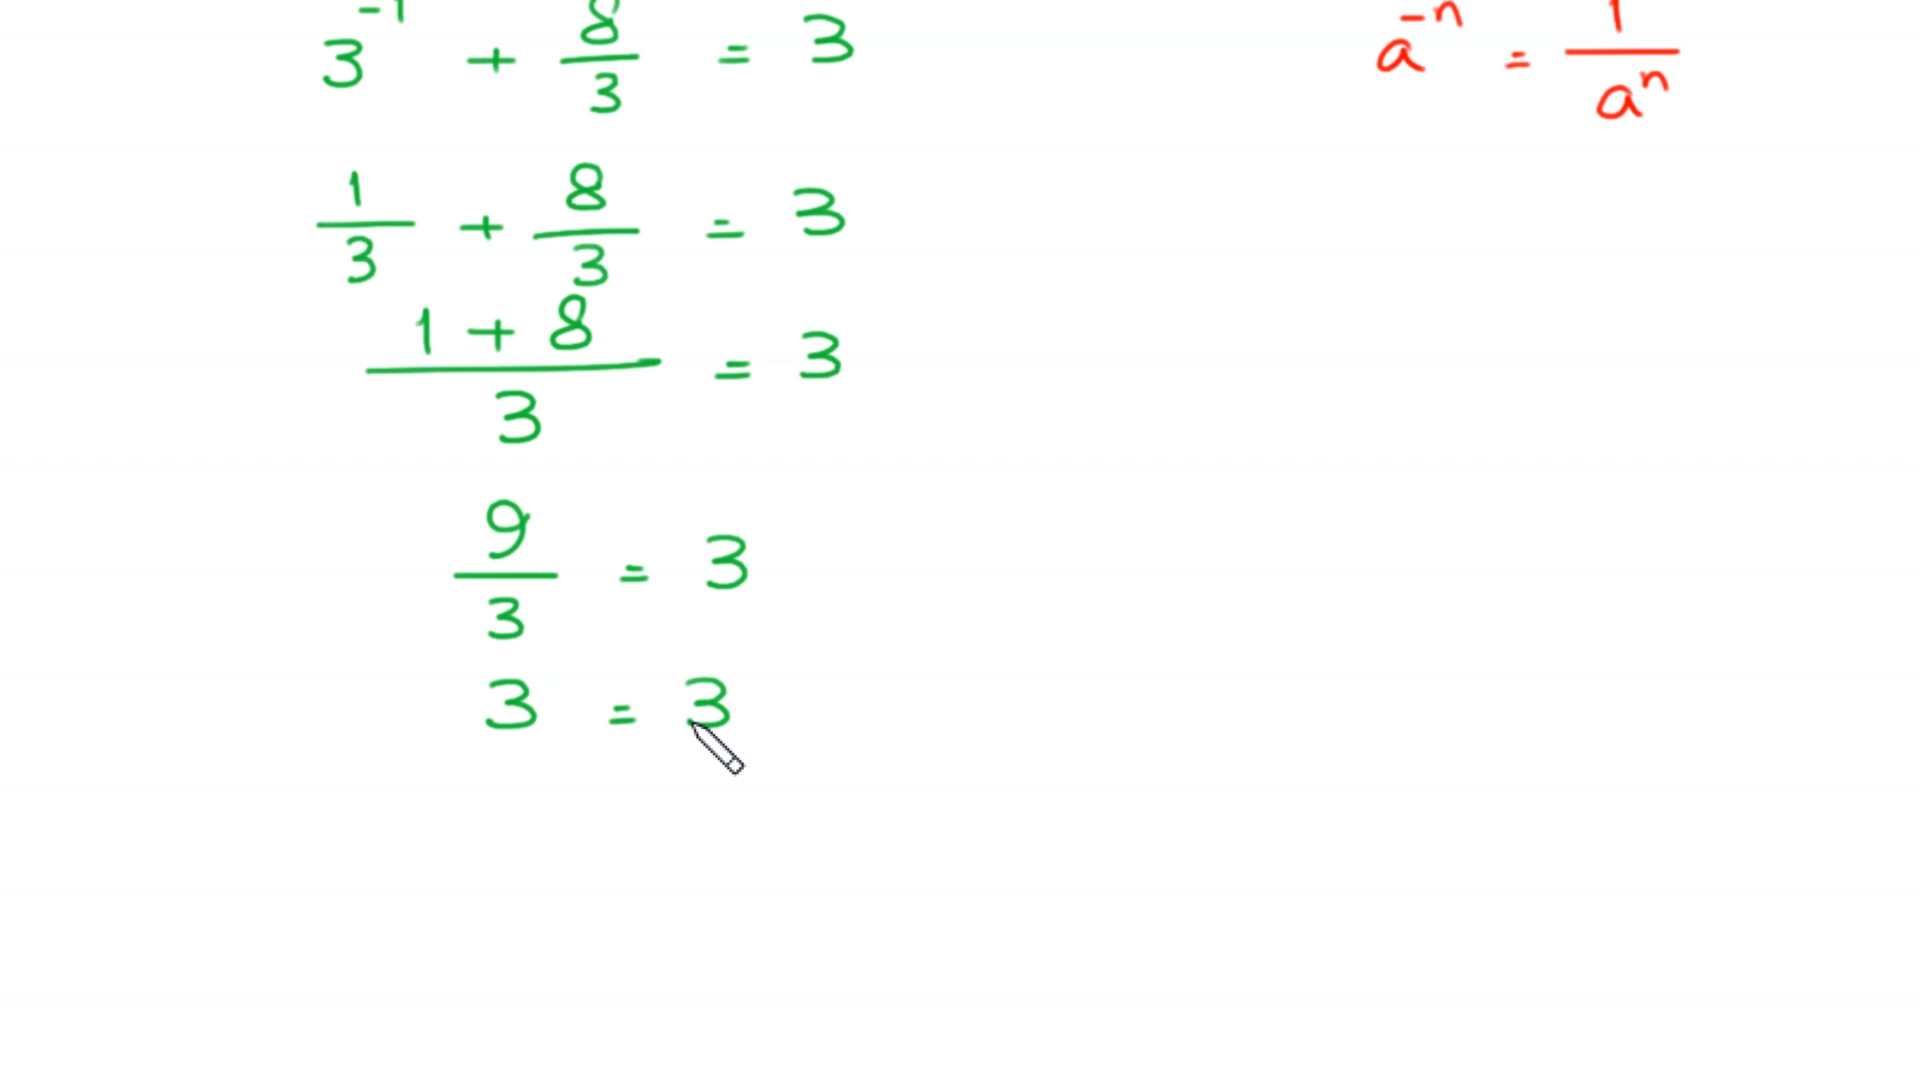 3⁻¹ + 8/3 = 3
a⁻ⁿ = 1/aⁿ
1/3 + 8/3 = 3
(1 + 8)/3 = 3
9/3 = 3
3 = 3